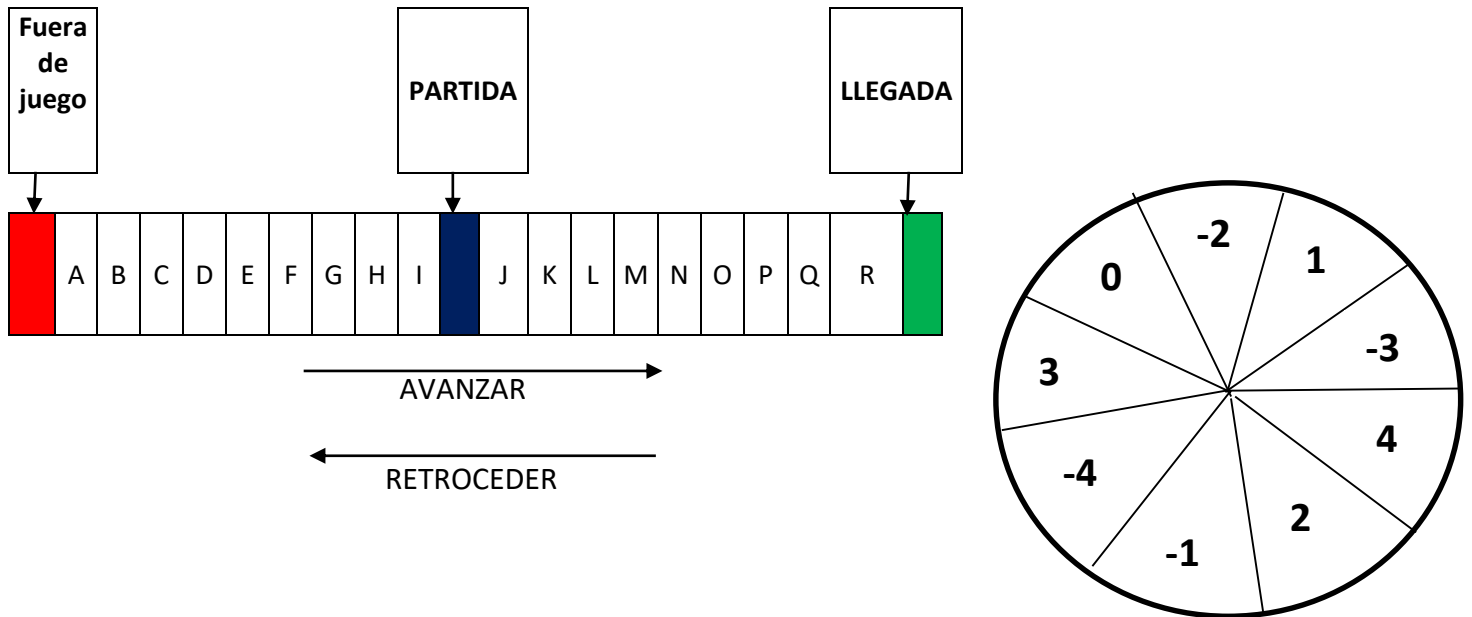 Fuera
de
juego
PARTIDA
LLEGADA
A B C D E F G H I J K L M N O P Q R
AVANZAR
RETROCEDER
-2
1
0
-3
3
4
-4
2
-1